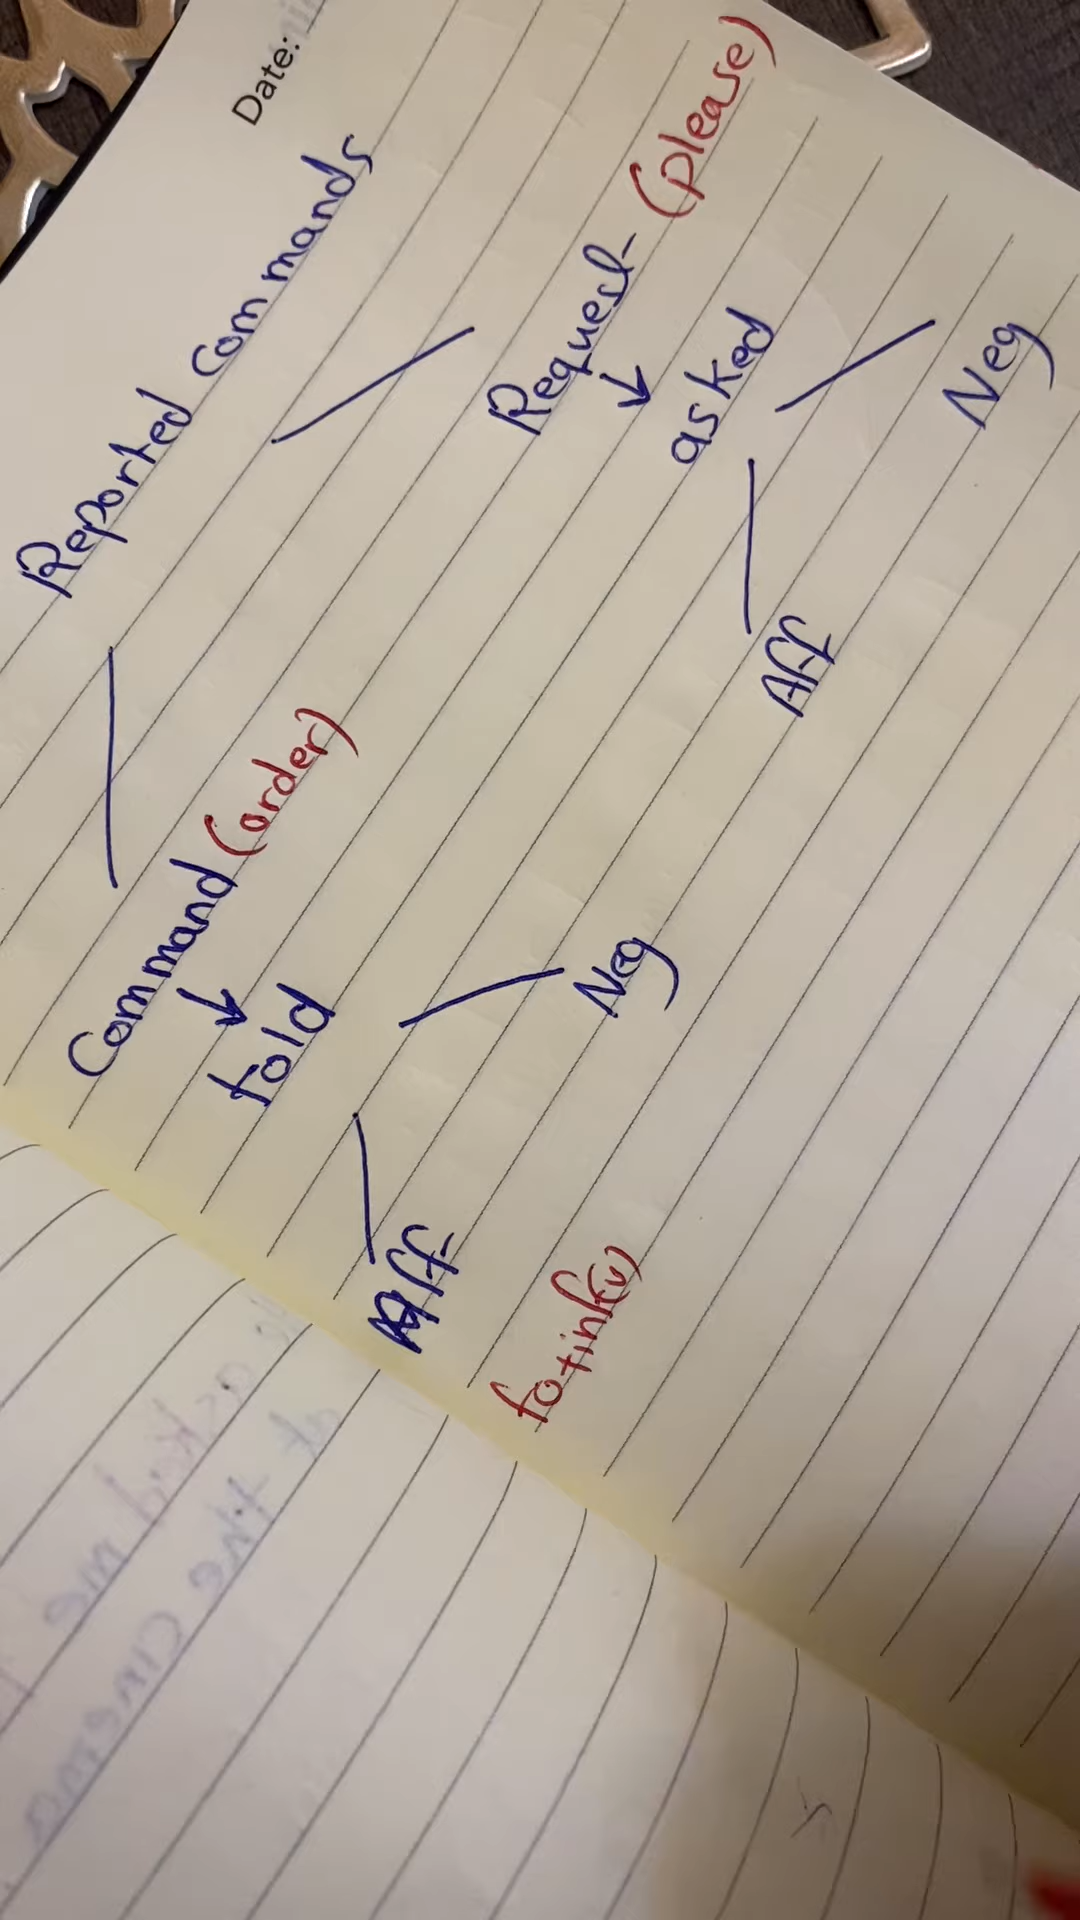 Date:
Reported Commands
Command (order)
Request (please)
↓
↓
told
asked
Aff
Neg
Aff
Neg
to+inf(v)